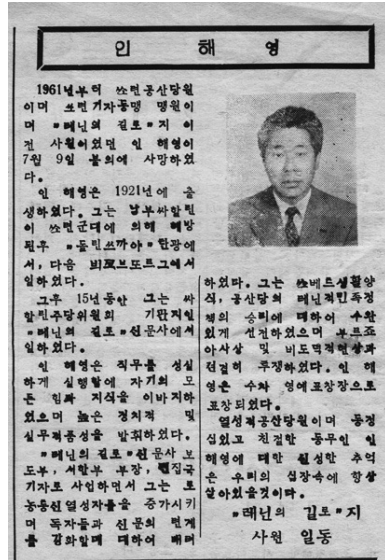 인 해 영
1961년부터 쏘련공산당원
이며 쏘련기자동맹 맹원이
며 «레닌의 길로»지 이
전 사원이었던 인 해영이
7월 9일 불의에 사망하였
다.
인 해영은 1921년에 출
생하였다. 그는 남부싸할린
이 쏘련군대에 의해 해방
된후 «돌린쓰까야» 탄광에
서, 다음 브또르그에서
일하였다.
그후 15년동안 그는 싸
할린주당위원회의 기관지인
«레닌의 길로»신문사에서
일하였다.
인 해영은 직무를 성실
하게 실행함에 자기의 모
든 힘과 지식을 이바지하
였으며 높은 정치적 및
실무적품성을 발휘하였다.
«레닌의 길로»신문사 보
도부, 서한부 부장, 편집국
기자로 사업하면서 그는 로
농통신열성자들을 증가시키
며 독자들과 신문의 련계
를 강화함에 대하여 배려
하였다. 그는 쏘베트생활양
식, 공산당의 레닌적민족정
책의 승리에 대하여 수완
있게 선전하였으며 부르죠
아사상 및 비도덕적현상과
견결히 투쟁하였다. 인 해
영은 수차 영예표창장으로
표창되었다.
열성적공산당원이며 동정
심있고 친절한 동무인 인
해영에 대한 진정한 추억
은 우리의 심장속에 항상
살아있을것이다.
«레닌의 길로»지
사원 일동